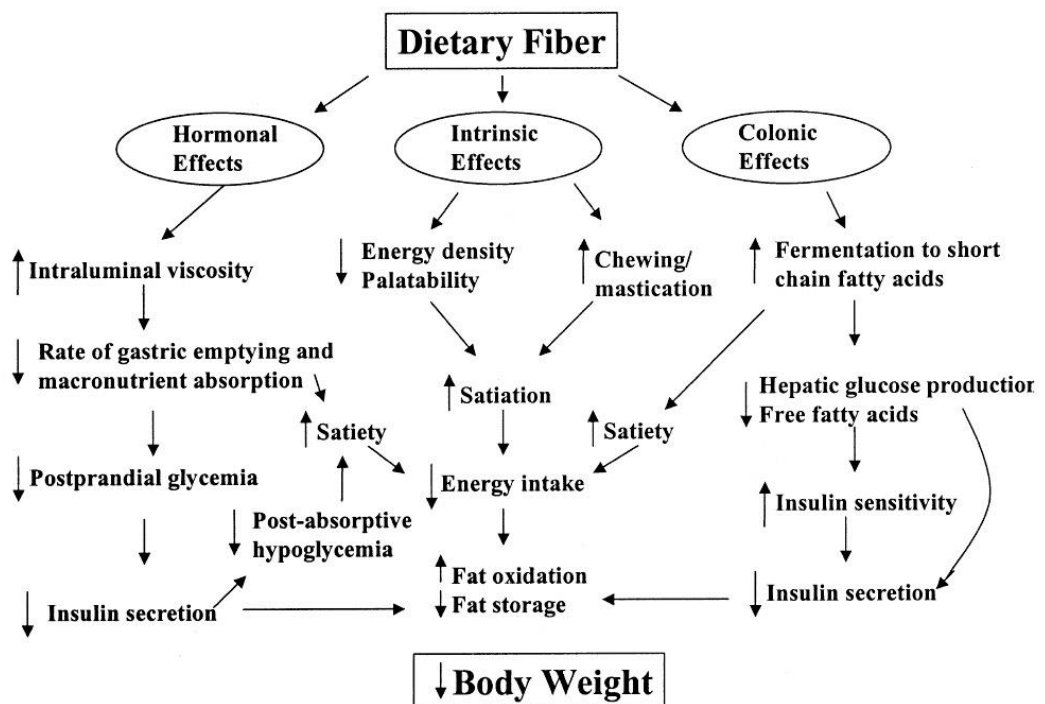 Dietary Fiber
Hormonal
Effects
Intrinsic
Effects
Colonic
Effects
↑ Intraluminal viscosity
↓ Energy density
Palatability
↑ Chewing/
mastication
↑ Fermentation to short
chain fatty acids
↓ Rate of gastric emptying and
macronutrient absorption
↑ Satiety
↑ Satiation
↑ Satiety
↓ Hepatic glucose production
Free fatty acids
↓ Postprandial glycemia
↓ Post-absorptive
hypoglycemia
↓ Energy intake
↑ Insulin sensitivity
↓ Insulin secretion
↑ Fat oxidation
↓ Fat storage
↓ Insulin secretion
↓ Body Weight